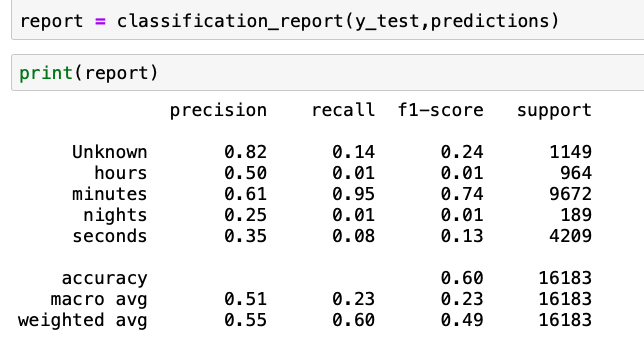 report = classification_report(y_test,predictions)
print(report)
precision recall f1-score support
Unknown 0.82 0.14 0.24 1149
hours 0.50 0.01 0.01 964
minutes 0.61 0.95 0.74 9672
nights 0.25 0.01 0.01 189
seconds 0.35 0.08 0.13 4209
accuracy 0.60 16183
macro avg 0.51 0.23 0.23 16183
weighted avg 0.55 0.60 0.49 16183